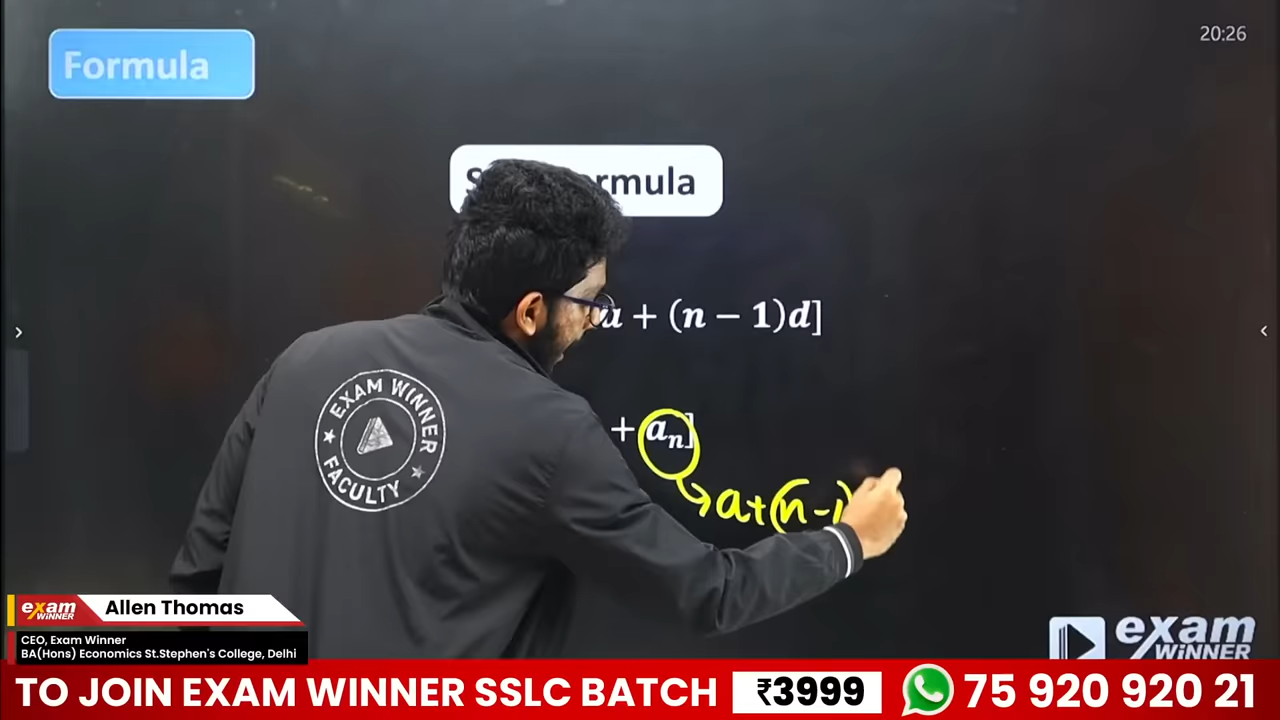 Formula
20:26
rmula
a + (n − 1)d]
+ aₙ]
a+(n-1)
EXAM WINNER
FACULTY
exam WiNNER
Allen Thomas
CEO, Exam Winner
BA(Hons) Economics St.Stephen's College, Delhi
exam
WiNNER
TO JOIN EXAM WINNER SSLC BATCH ₹3999 75 920 920 21